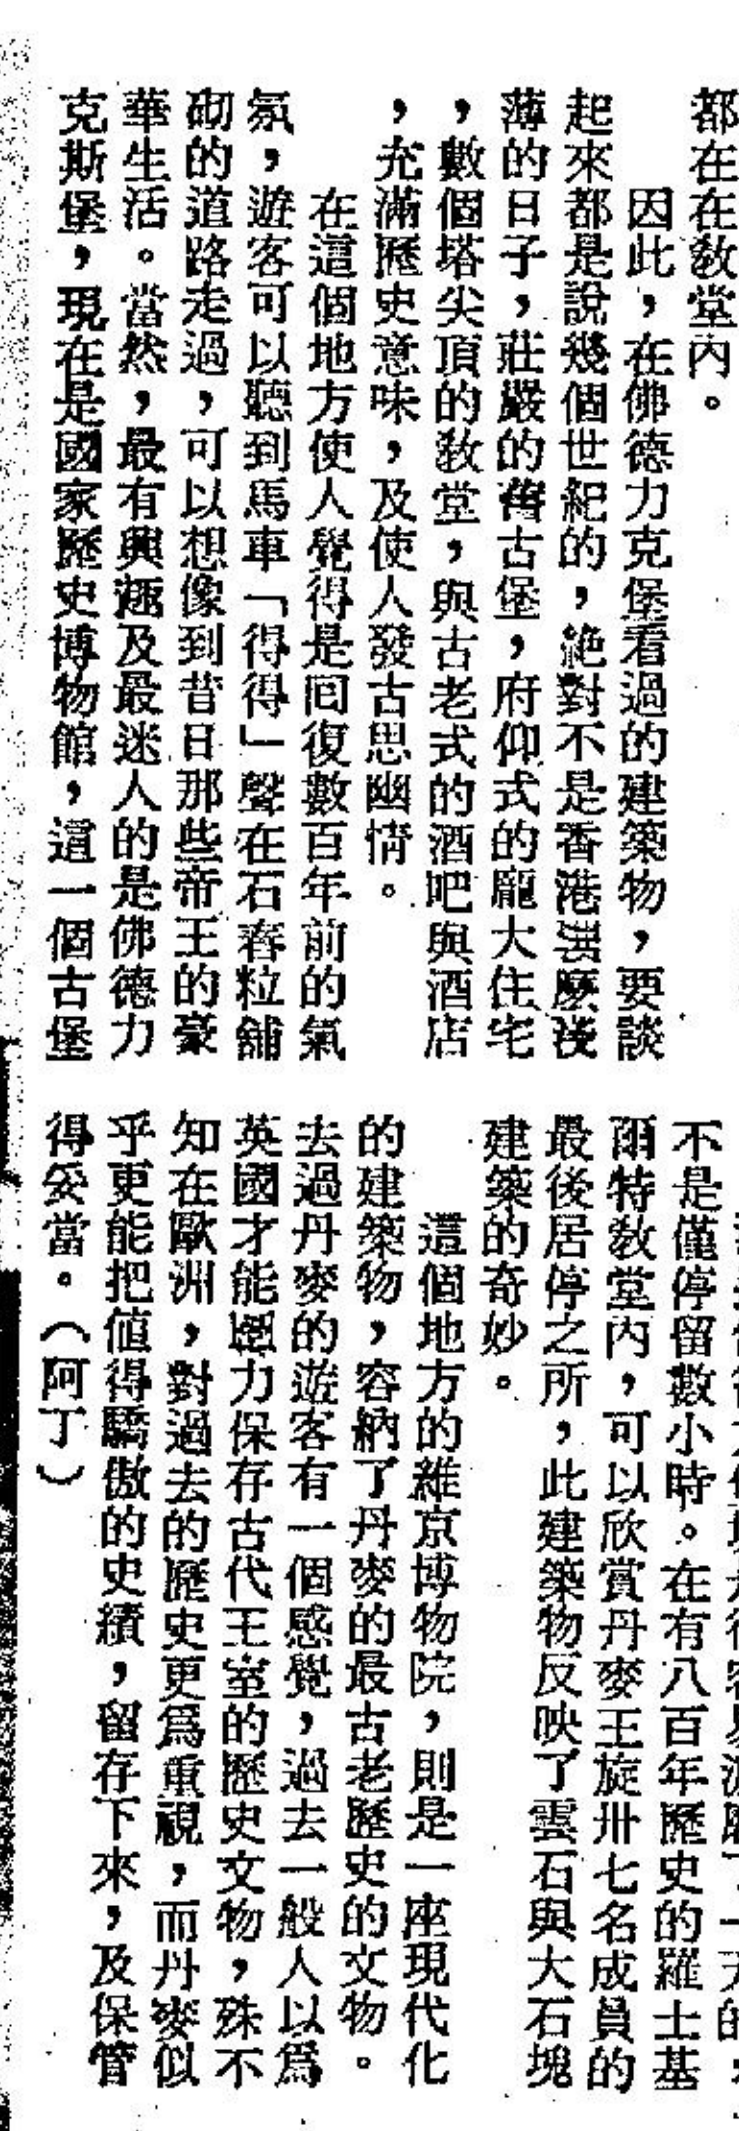 都在在敎堂內。
因此，在佛德力克堡看過的建築物，要談
起來都是說幾個世紀的，絕對不是香港淺
薄的日子，莊嚴的舊古堡，府仰式的龐大住宅
，數個塔尖頂的敎堂，與古老式的酒吧與酒店
，充滿歷史意味，及使人發古思幽情。
在這個地方使人覺得是回復數百年前的氣
氛，遊客可以聽到馬車「得得」聲在石舂粒舖
砌的道路走過，可以想像到昔日那些帝王的豪
華生活。當然，最有興趣及最迷人的是佛德力
克斯堡，現在是國家歷史博物館，這一個古堡
不是僅停留數小時。在有八百年歷史的羅士基
爾特敎堂內，可以欣賞丹麥王旋卅七名成員的
最後居停之所，此建築物反映了雲石與大石塊
建築的奇妙。
這個地方的維京博物院，則是一座現代化
的建築物，容納了丹麥的最古老歷史的文物。
去過丹麥的遊客有一個感覺，過去一般人以爲
英國才能力保存古代王室的歷史文物，殊不
知在歐洲，對過去的歷史更爲重視，而丹麥似
乎更能把値得驕傲的史績，留存下來，及保管
得妥當。（阿丁）